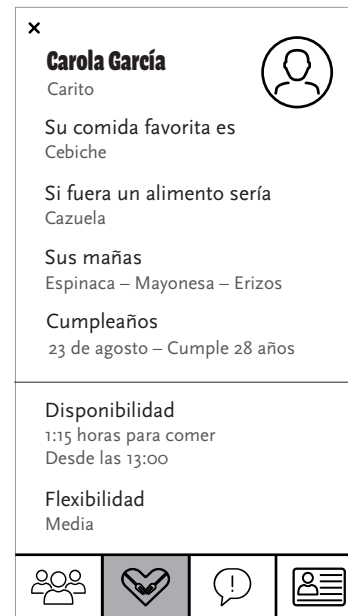 ×
Carola García
Carito
Su comida favorita es
Cebiche
Si fuera un alimento sería
Cazuela
Sus mañas
Espinaca – Mayonesa – Erizos
Cumpleaños
23 de agosto – Cumple 28 años
Disponibilidad
1:15 horas para comer
Desde las 13:00
Flexibilidad
Media
!